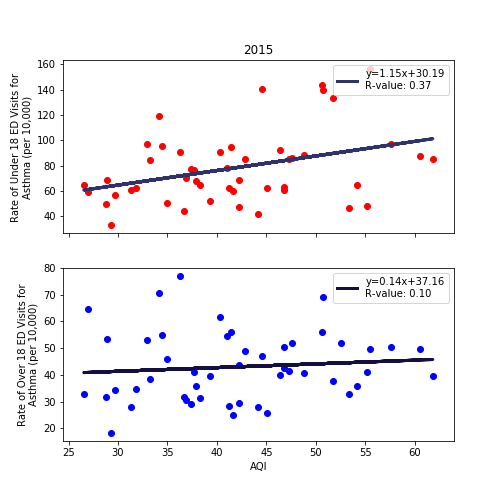 2015
160
140
120
100
80
60
40
Rate of Under 18 ED Visits for
Asthma (per 10,000)
y=1.15x+30.19
R-value: 0.37
80
70
60
50
40
30
20
Rate of Over 18 ED Visits for
Asthma (per 10,000)
y=0.14x+37.16
R-value: 0.10
25 30 35 40 45 50 55 60
AQI